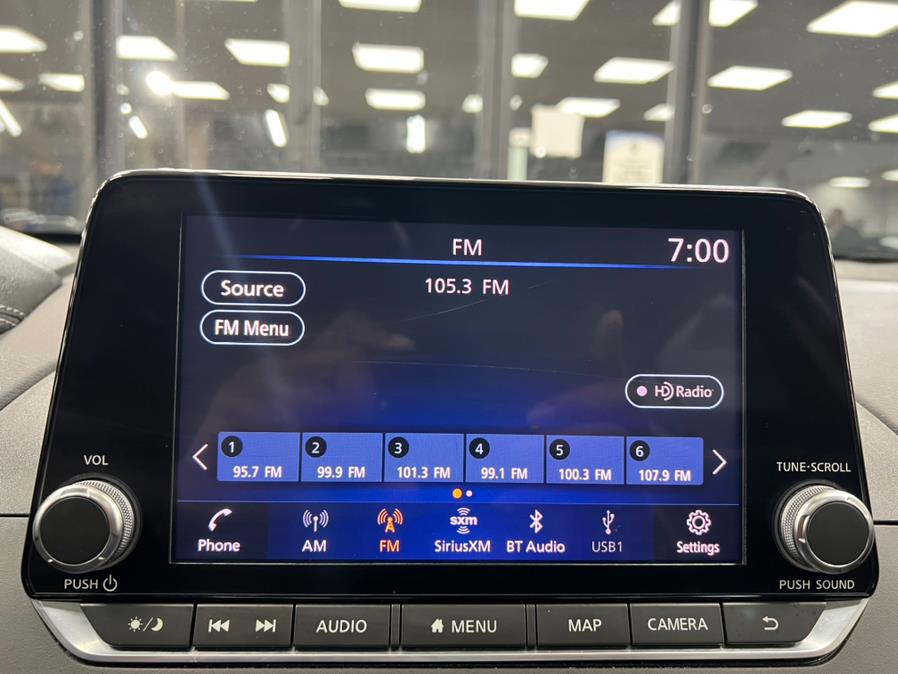 FM
7:00
Source
105.3 FM
FM Menu
HD Radio
1 2 3 4 5 6
95.7 FM 99.9 FM 101.3 FM 99.1 FM 100.3 FM 107.9 FM
VOL
TUNE·SCROLL
sxm
Phone AM FM SiriusXM BT Audio USB1 Settings
PUSH
PUSH SOUND
AUDIO MENU MAP CAMERA